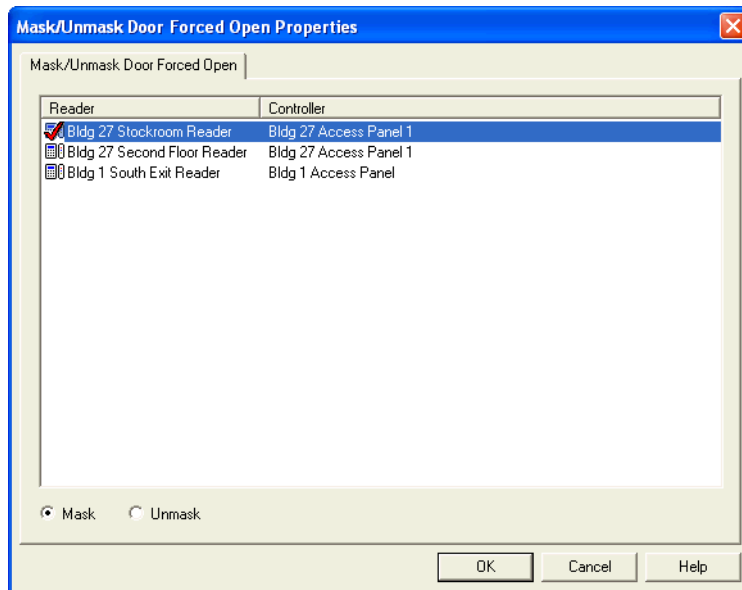 Mask/Unmask Door Forced Open Properties
Mask/Unmask Door Forced Open
Reader Controller
Bldg 27 Stockroom Reader Bldg 27 Access Panel 1
Bldg 27 Second Floor Reader Bldg 27 Access Panel 1
Bldg 1 South Exit Reader Bldg 1 Access Panel
Mask Unmask
OK Cancel Help